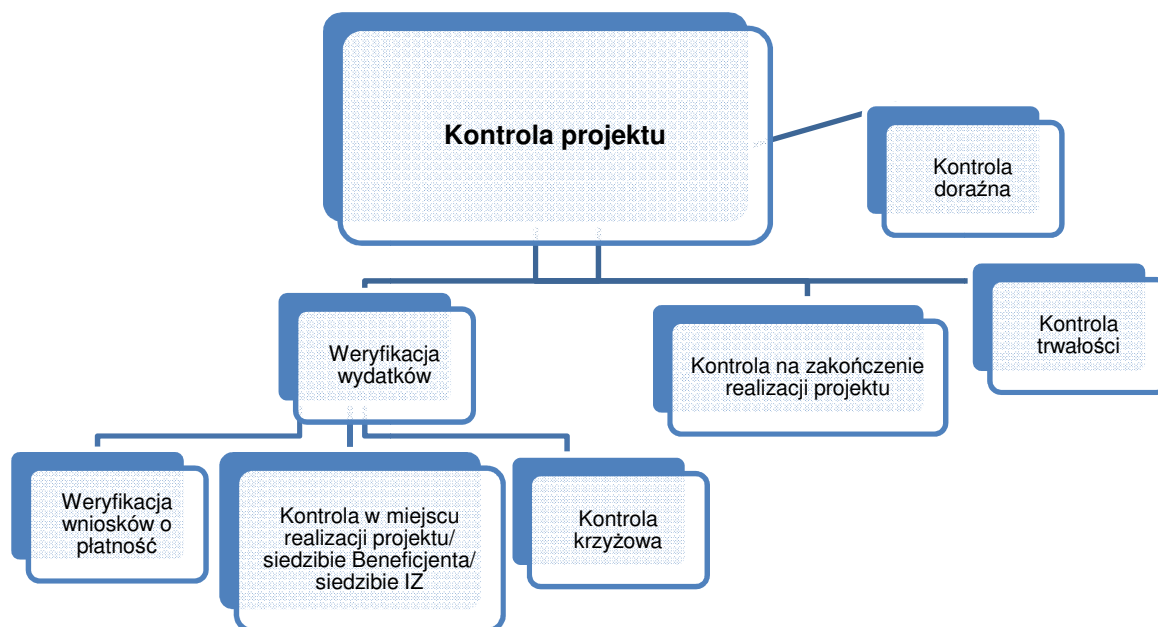 Kontrola projektu
Kontrola
doraźna
Weryfikacja
wydatków
Kontrola na zakończenie
realizacji projektu
Kontrola
trwałości
Weryfikacja
wniosków o
płatność
Kontrola w miejscu
realizacji projektu/
siedzibie Beneficjenta/
siedzibie IZ
Kontrola
krzyżowa